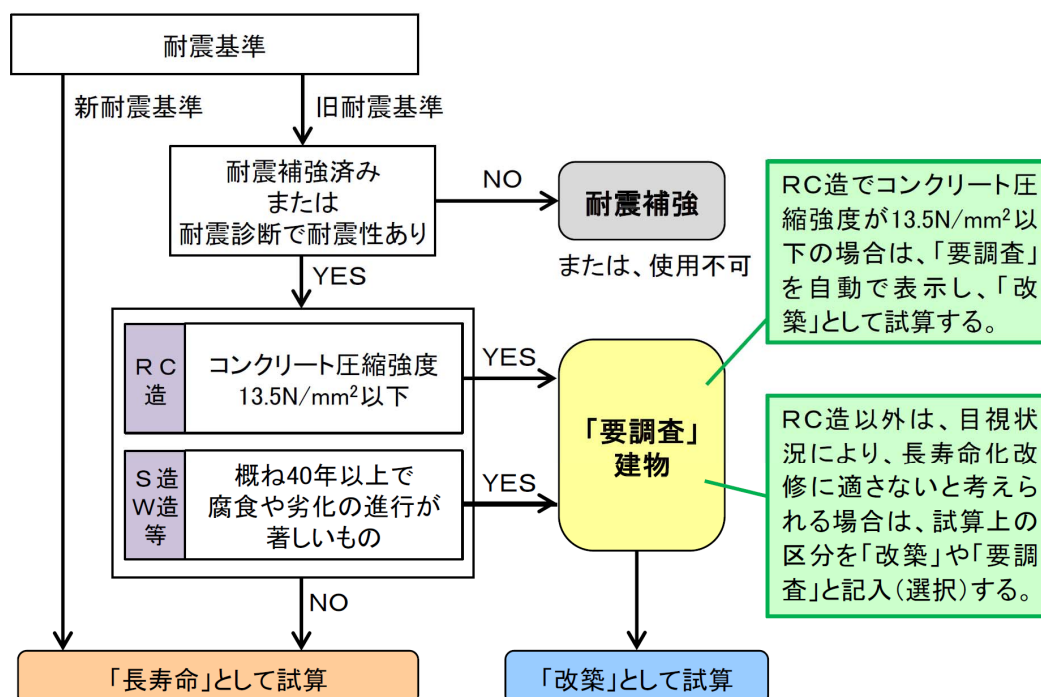 耐震基準
新耐震基準
旧耐震基準
耐震補強済み
または
耐震診断で耐震性あり
NO
耐震補強
または、使用不可
YES
RC
造
コンクリート圧縮強度
13.5N/mm²以下
YES
S造
W造
等
概ね40年以上で
腐食や劣化の進行が
著しいもの
YES
「要調査」
建物
RC造でコンクリート圧
縮強度が13.5N/mm²以
下の場合は、「要調査」
を自動で表示し、「改
築」として試算する。
RC造以外は、目視状
況により、長寿命化改
修に適さないと考えら
れる場合は、試算上の
区分を「改築」や「要調
査」と記入(選択)する。
NO
「長寿命」として試算
「改築」として試算